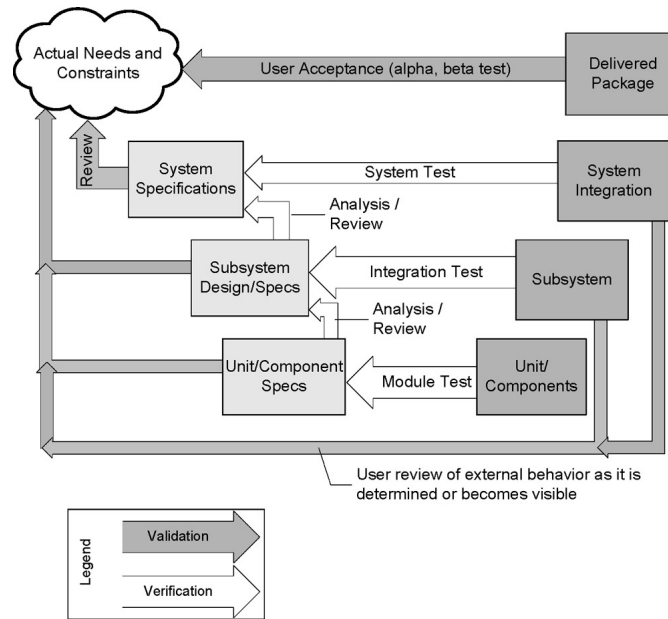 Actual Needs and
Constraints
User Acceptance (alpha, beta test)
Delivered
Package
Review
System
Specifications
System Test
System
Integration
Analysis /
Review
Subsystem
Design/Specs
Integration Test
Subsystem
Analysis /
Review
Unit/Component
Specs
Module Test
Unit/
Components
User review of external behavior as it is
determined or becomes visible
Legend
Validation
Verification